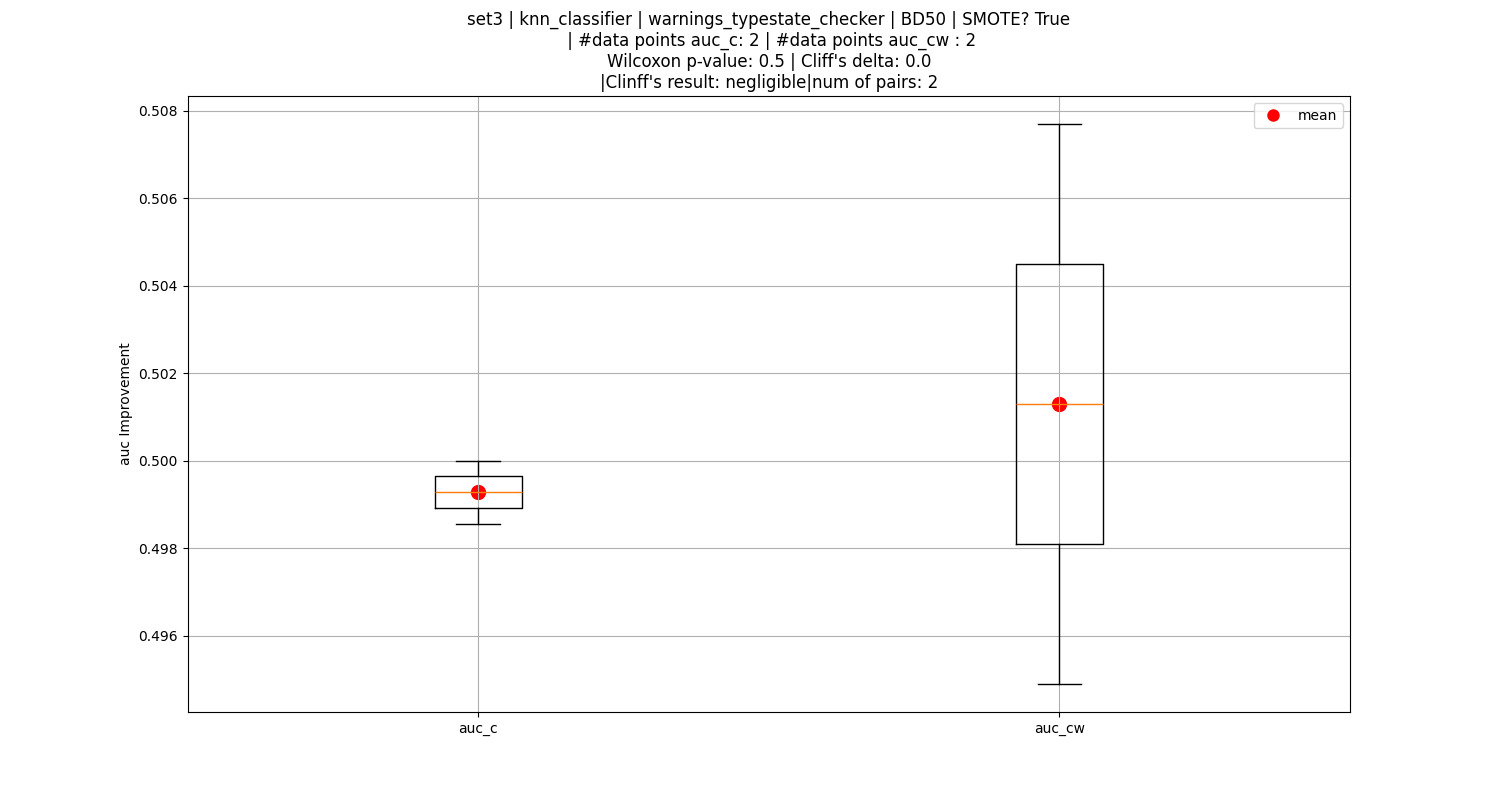 set3 | knn_classifier | warnings_typestate_checker | BD50 | SMOTE? True
| #data points auc_c: 2 | #data points auc_cw : 2
Wilcoxon p-value: 0.5 | Cliff's delta: 0.0
|Clinff's result: negligible|num of pairs: 2
mean
0.508
0.506
0.504
0.502
0.500
0.498
0.496
auc Improvement
auc_c
auc_cw